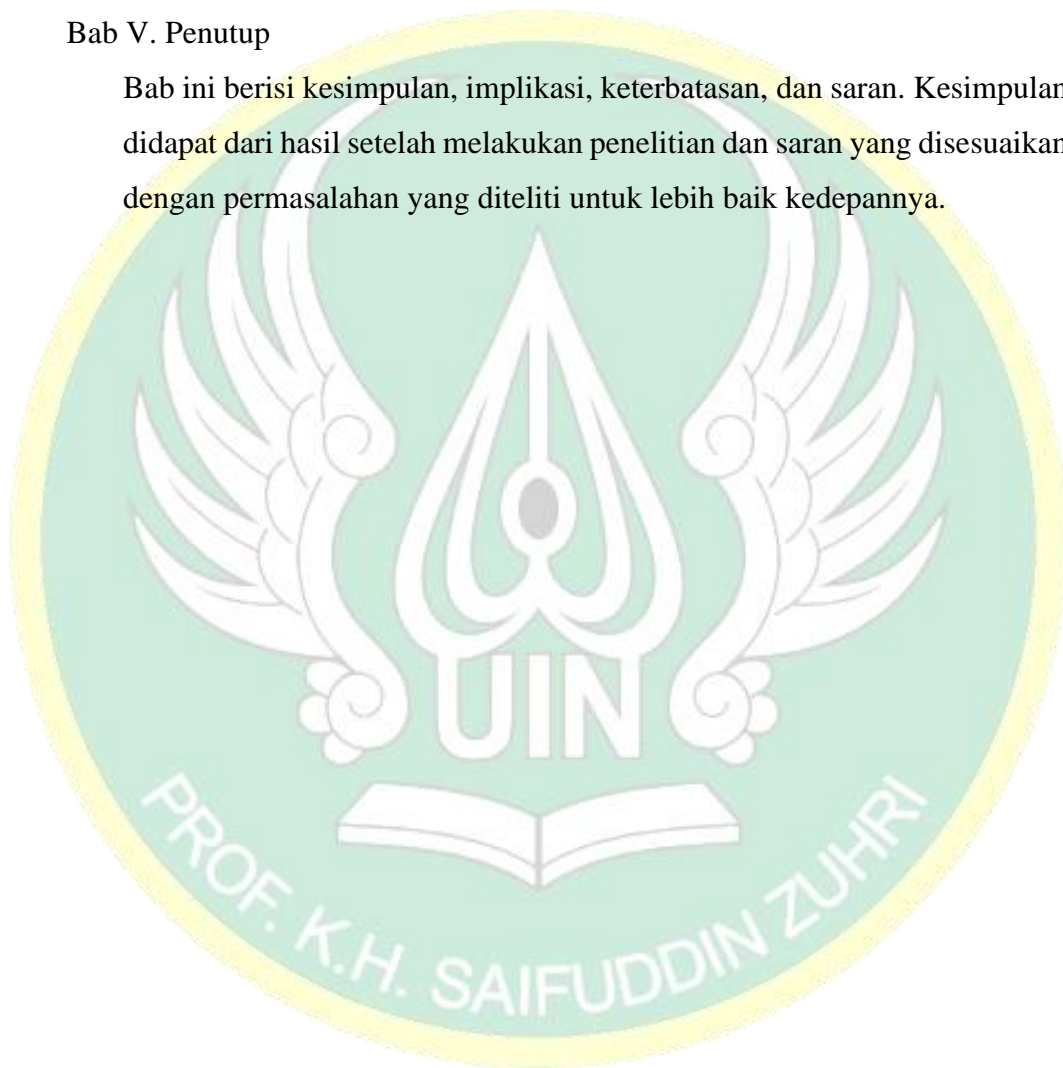 Bab V. Penutup
Bab ini berisi kesimpulan, implikasi, keterbatasan, dan saran. Kesimpulan
didapat dari hasil setelah melakukan penelitian dan saran yang disesuaikan
dengan permasalahan yang diteliti untuk lebih baik kedepannya.
UIN
PROF. K.H. SAIFUDDIN ZUHRI